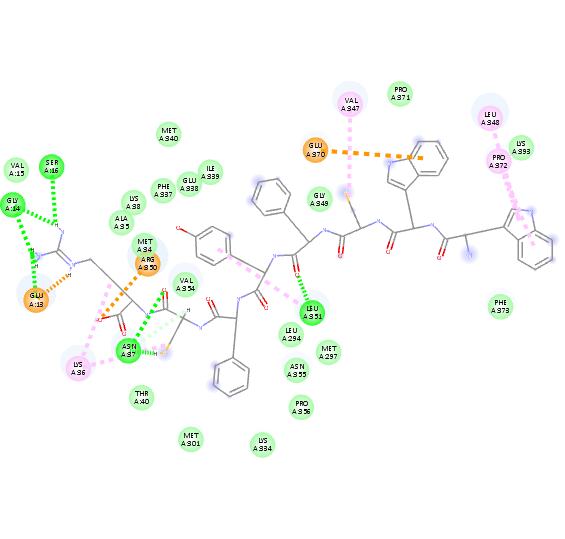 VAL
A:347
PRO
A:371
LEU
A:348
MET
A:340
GLU
A:370
LYS
A:393
PRO
A:372
VAL
A:15
SER
A:16
ILE
A:339
GLU
A:338
PHE
A:337
GLY
A:349
LYS
A:38
GLY
A:14
ALA
A:35
MET
A:34
ARG
A:350
VAL
A:354
GLU
A:13
PHE
A:373
LEU
A:351
LEU
A:294
ASN
A:37
MET
A:297
LYS
A:36
ASN
A:355
THR
A:40
PRO
A:356
MET
A:301
LYS
A:334